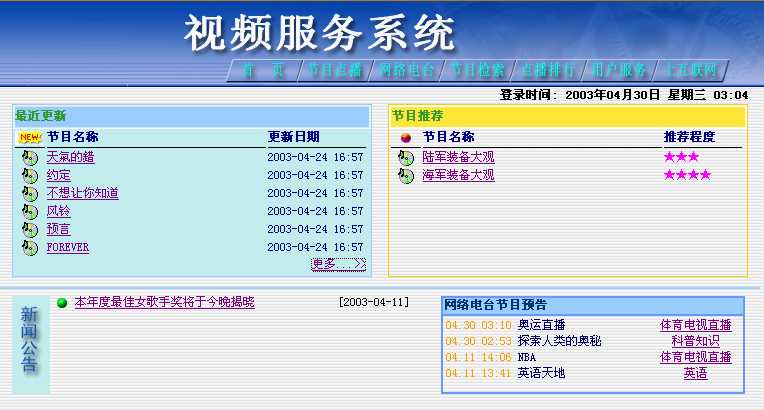 视频服务系统
首 页 节目点播 网络电台 节目检索 点播排行 用户服务 上互联网
登录时间: 2003年04月30日 星期三 03:04
最近更新
NEW! 节目名称 更新日期
天氣的錯 2003-04-24 16:57
约定 2003-04-24 16:57
不想让你知道 2003-04-24 16:57
风铃 2003-04-24 16:57
预言 2003-04-24 16:57
FOREVER 2003-04-24 16:57
更多...>>
节目推荐
节目名称 推荐程度
陆军装备大观 ★★★
海军装备大观 ★★★★
新闻公告
本年度最佳女歌手奖将于今晚揭晓 [2003-04-11]
网络电台节目预告
04.30 03:10 奥运直播 体育电视直播
04.30 02:53 探索人类的奥秘 科普知识
04.11 14:06 NBA 体育电视直播
04.11 13:41 英语天地 英语